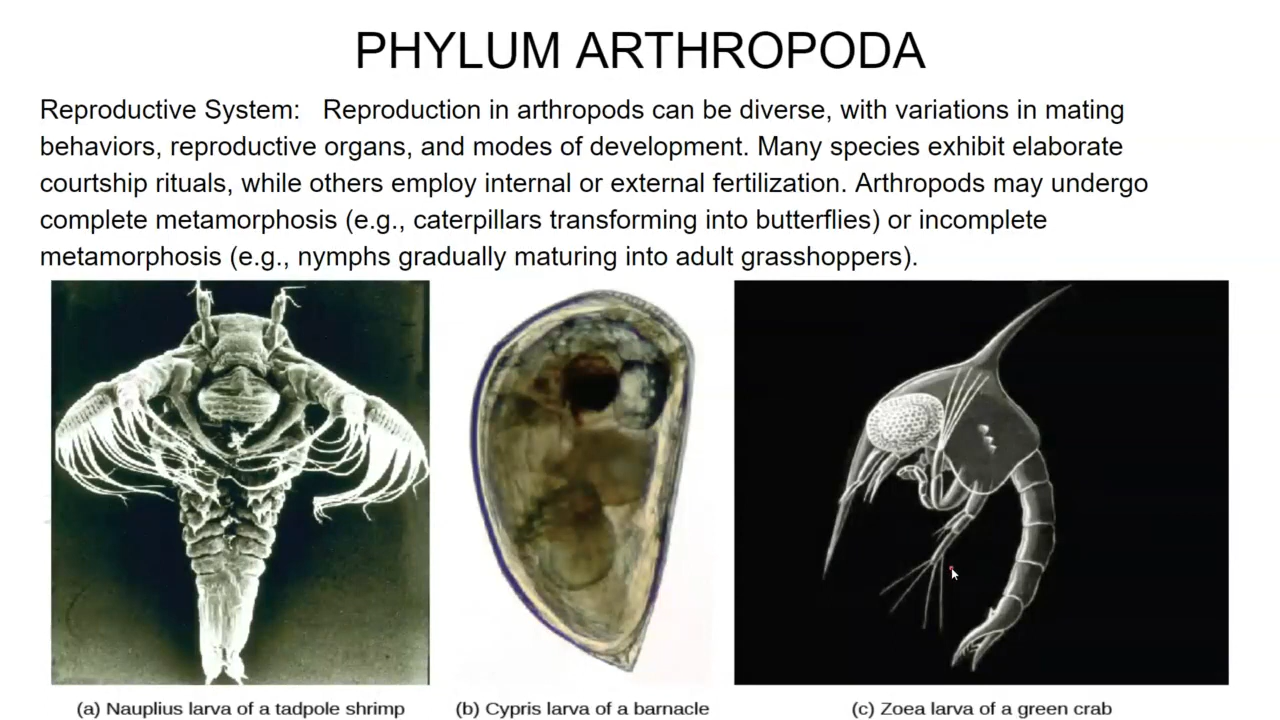 PHYLUM ARTHROPODA
Reproductive System: Reproduction in arthropods can be diverse, with variations in mating
behaviors, reproductive organs, and modes of development. Many species exhibit elaborate
courtship rituals, while others employ internal or external fertilization. Arthropods may undergo
complete metamorphosis (e.g., caterpillars transforming into butterflies) or incomplete
metamorphosis (e.g., nymphs gradually maturing into adult grasshoppers).
(a) Nauplius larva of a tadpole shrimp
(b) Cypris larva of a barnacle
(c) Zoea larva of a green crab